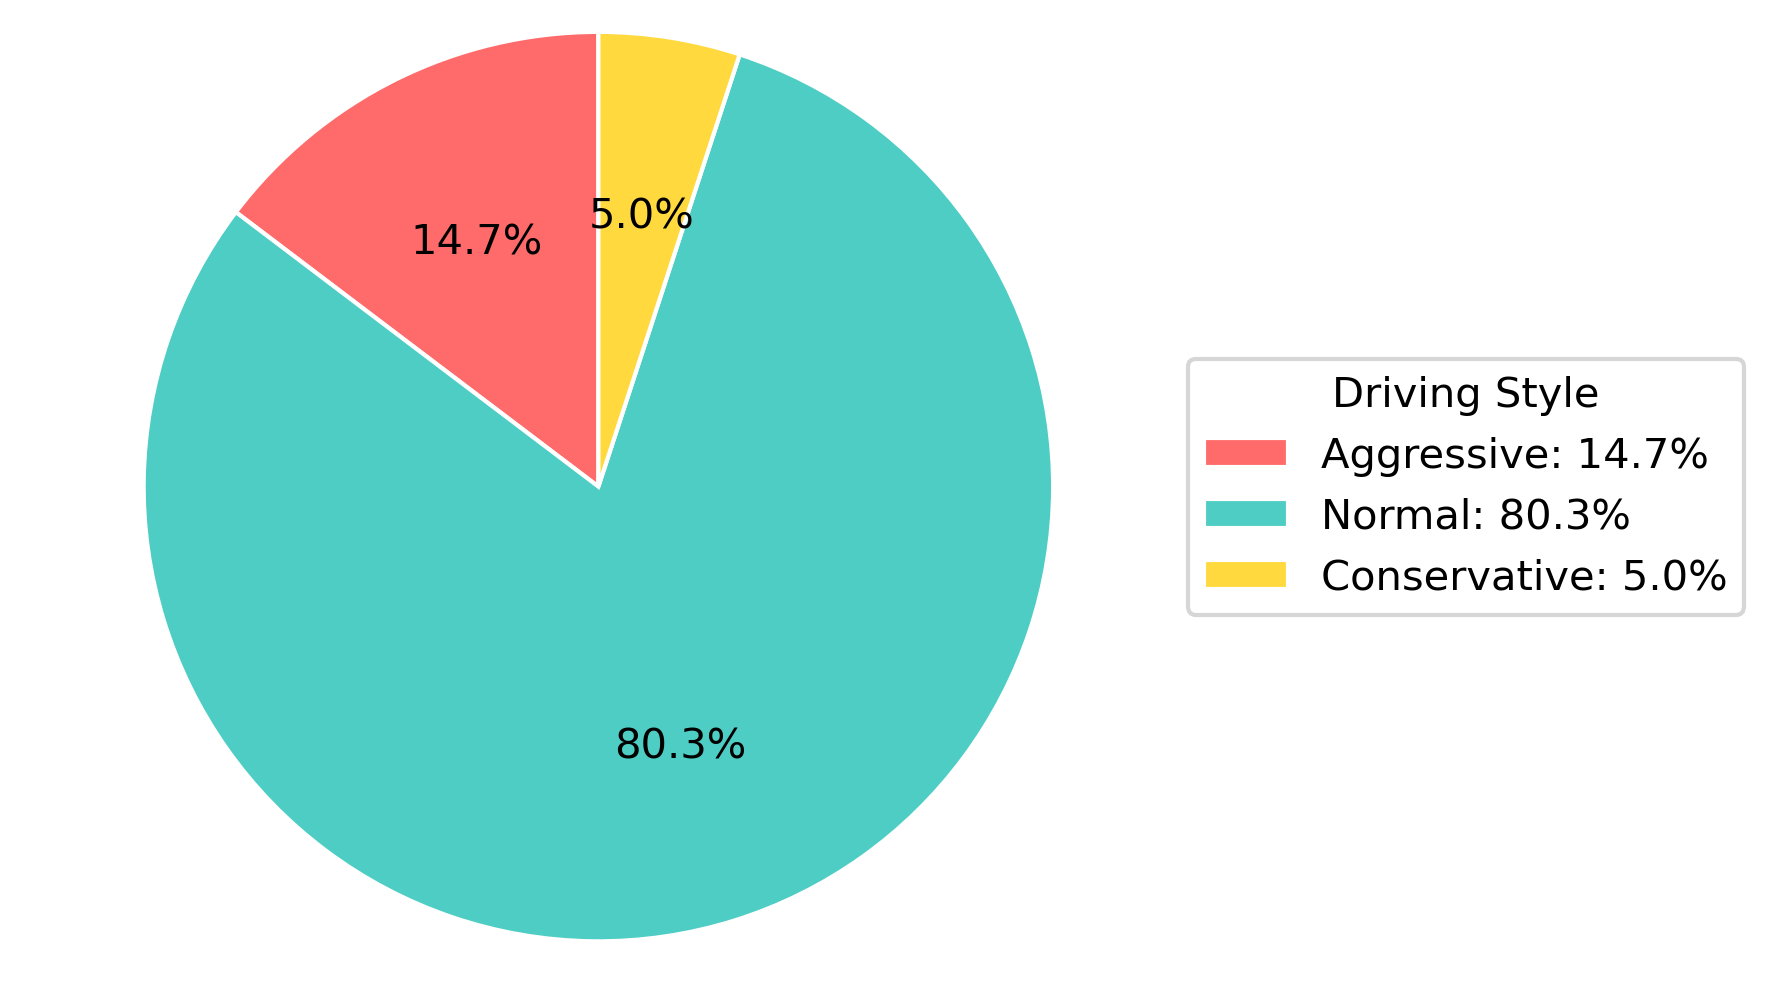 5.0%
14.7%
80.3%
Driving Style
Aggressive: 14.7%
Normal: 80.3%
Conservative: 5.0%